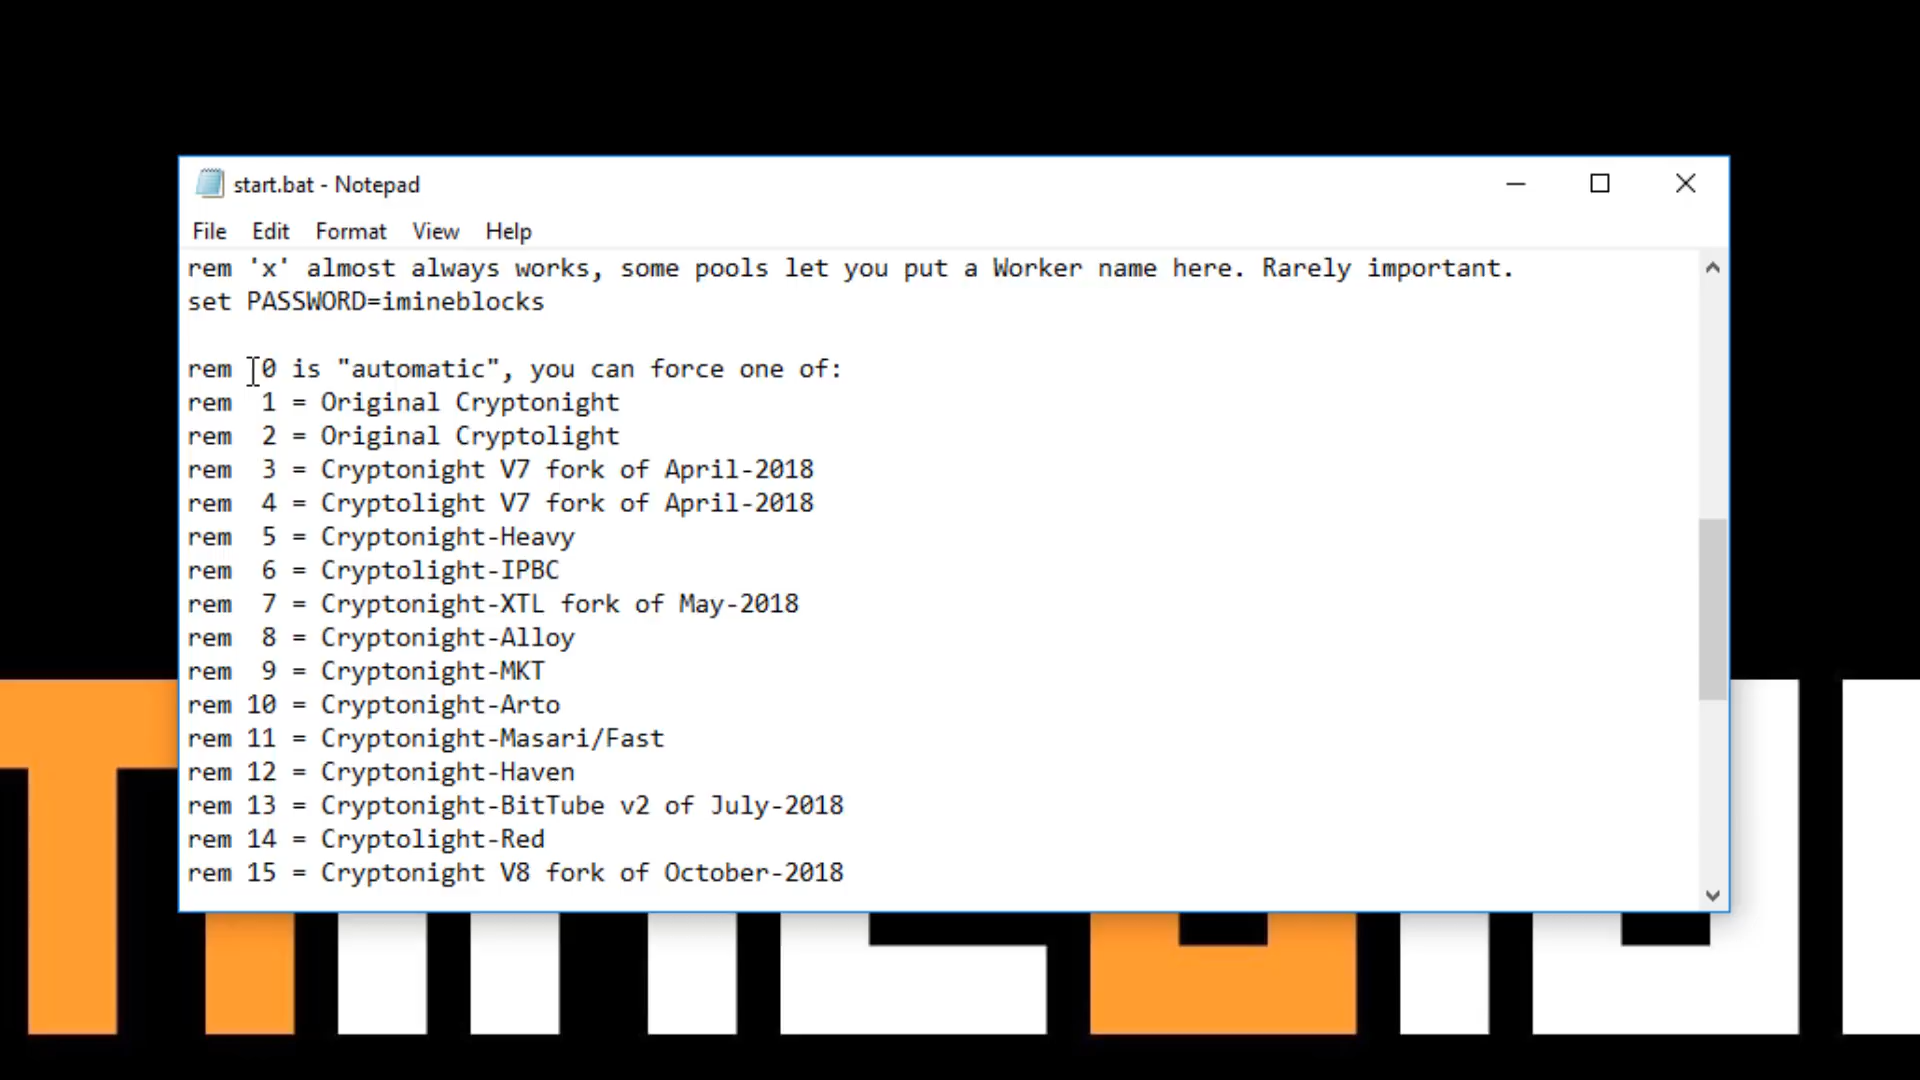 start.bat - Notepad
File Edit Format View Help
rem 'x' almost always works, some pools let you put a Worker name here. Rarely important.
set PASSWORD=imineblocks
rem  0 is "automatic", you can force one of:
rem  1 = Original Cryptonight
rem  2 = Original Cryptolight
rem  3 = Cryptonight V7 fork of April-2018
rem  4 = Cryptolight V7 fork of April-2018
rem  5 = Cryptonight-Heavy
rem  6 = Cryptolight-IPBC
rem  7 = Cryptonight-XTL fork of May-2018
rem  8 = Cryptonight-Alloy
rem  9 = Cryptonight-MKT
rem 10 = Cryptonight-Arto
rem 11 = Cryptonight-Masari/Fast
rem 12 = Cryptonight-Haven
rem 13 = Cryptonight-BitTube v2 of July-2018
rem 14 = Cryptolight-Red
rem 15 = Cryptonight V8 fork of October-2018